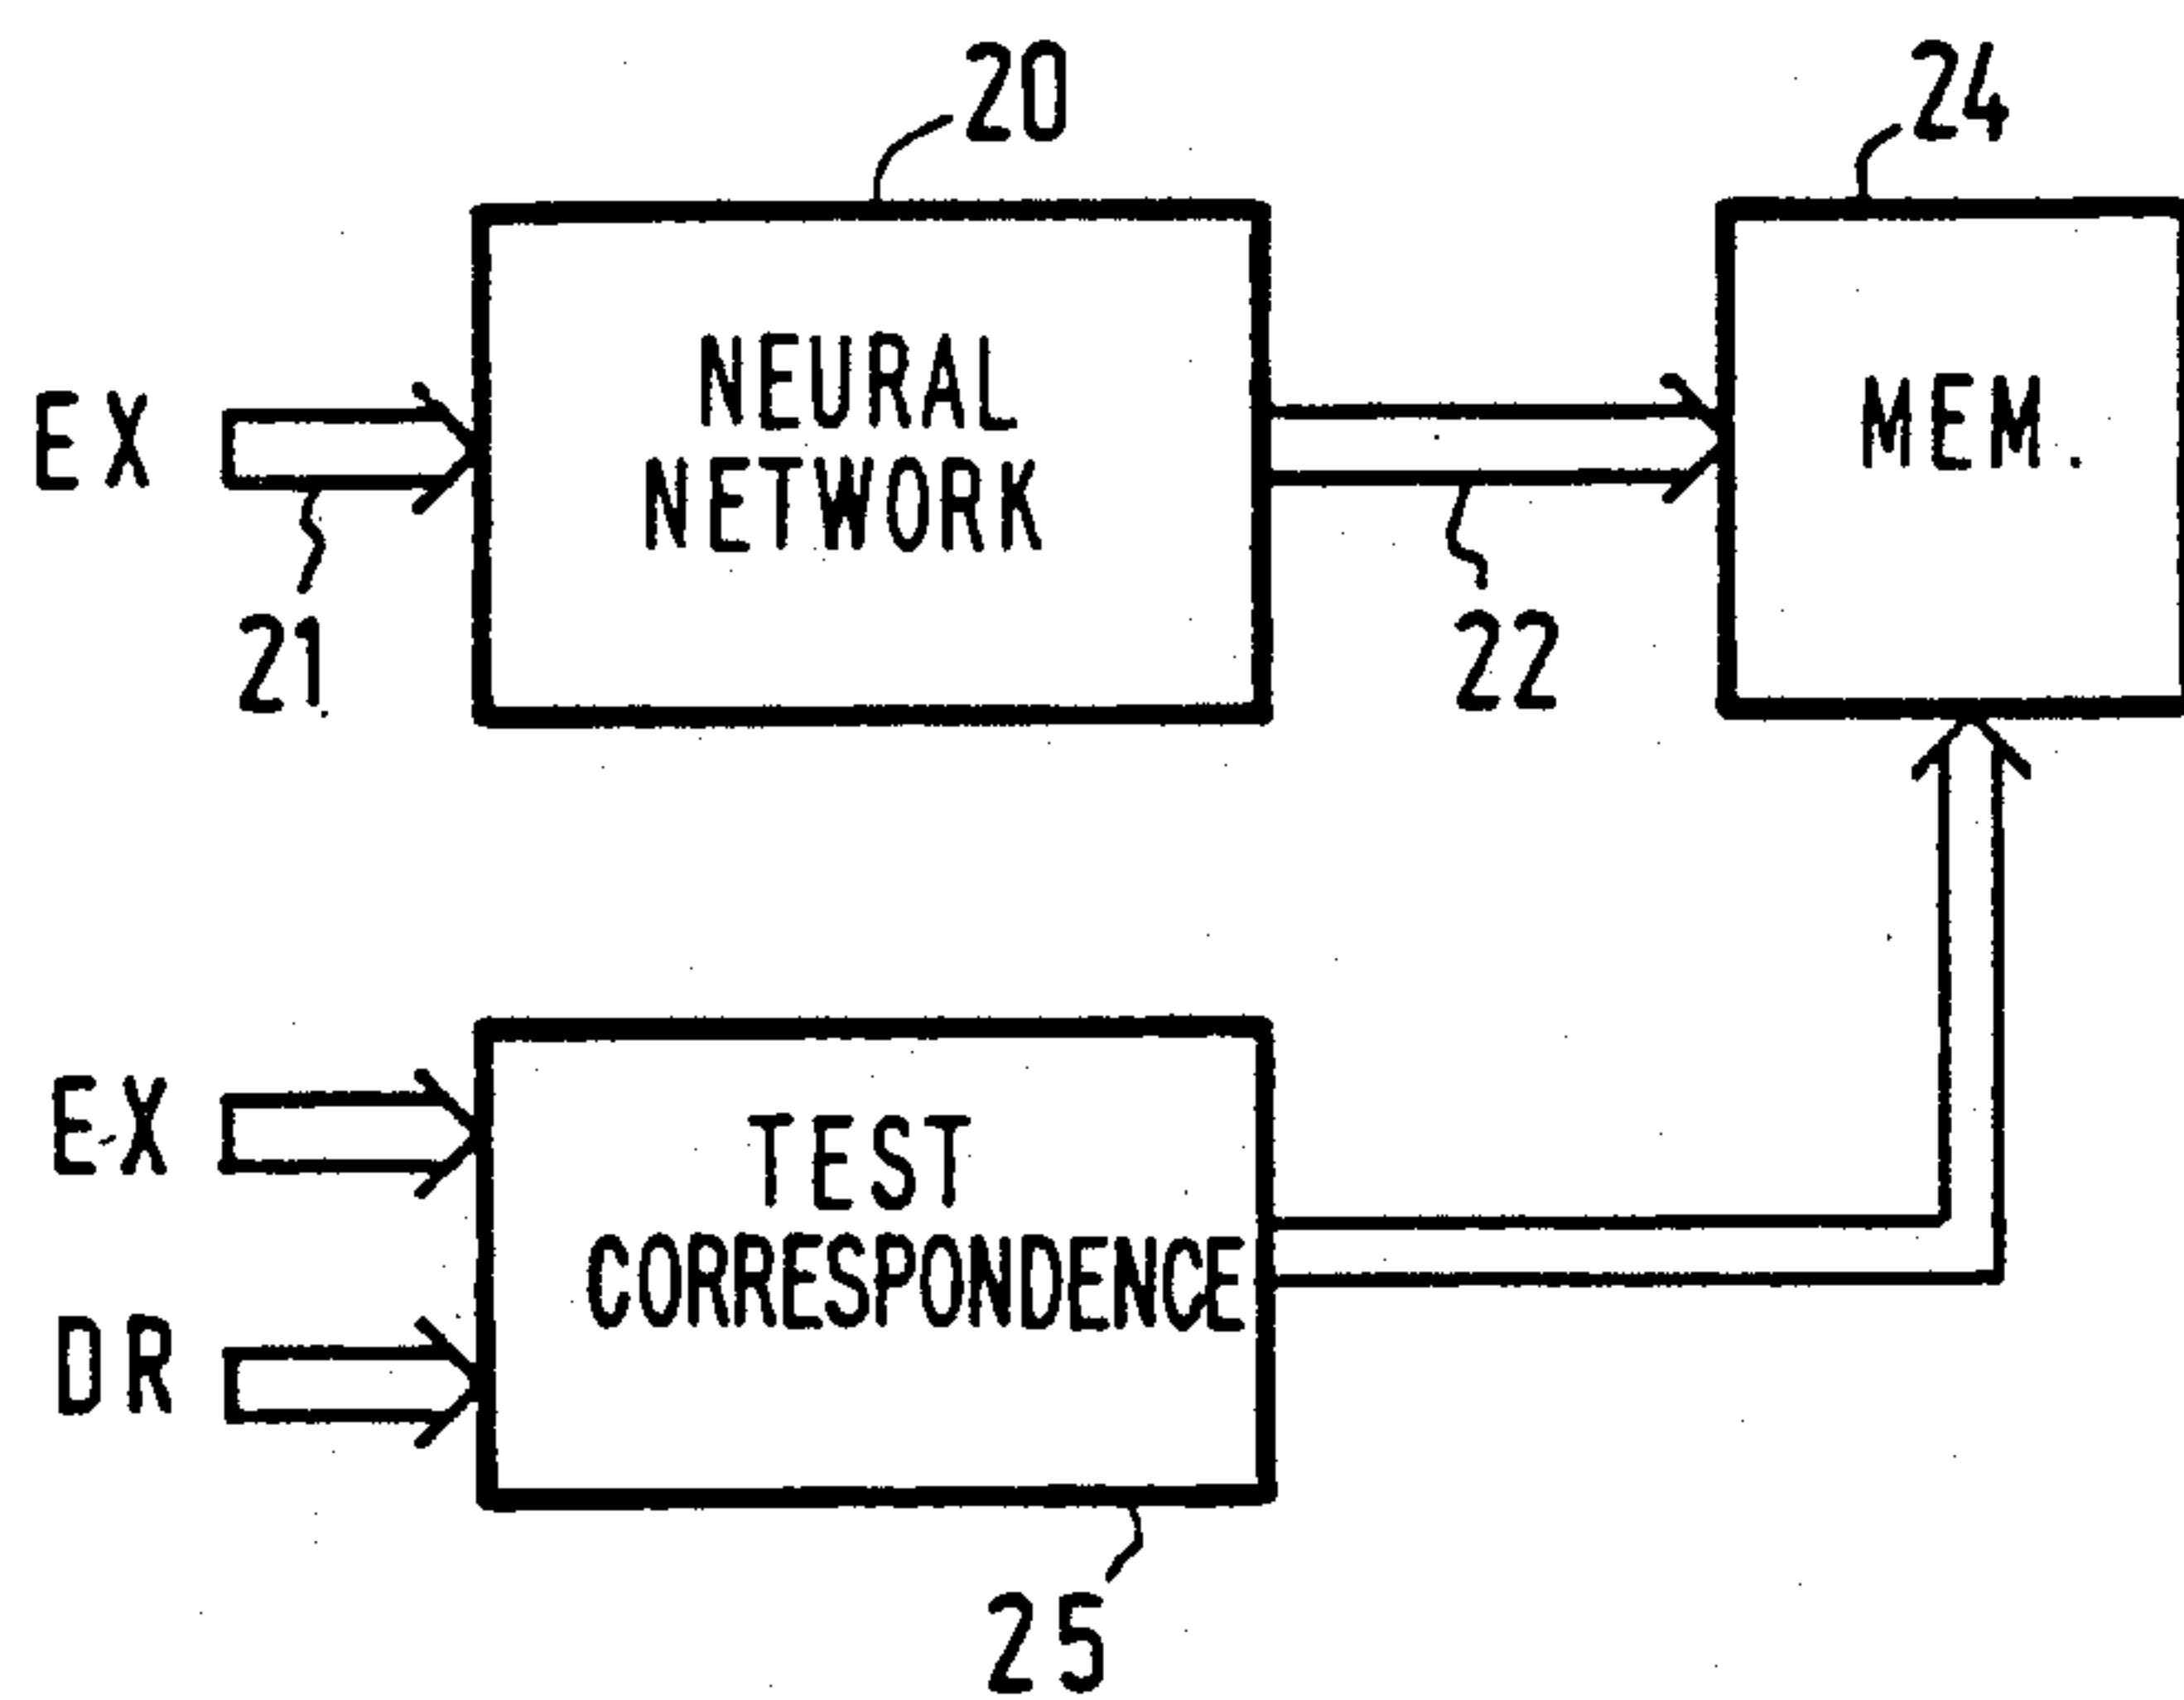 20
24
NEURAL
NETWORK
EX
MEM.
21
22
EX
TEST
CORRESPONDENCE
DR
25